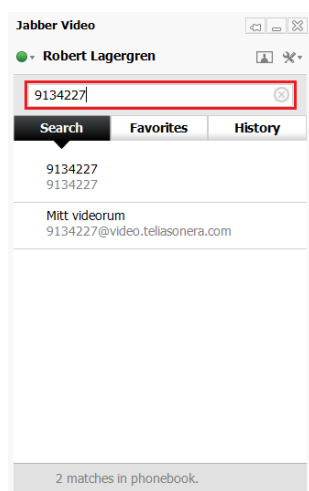 Jabber Video
Robert Lagergren
9134227
Search Favorites History
9134227
9134227
Mitt videorum
9134227@video.teliasonera.com
2 matches in phonebook.